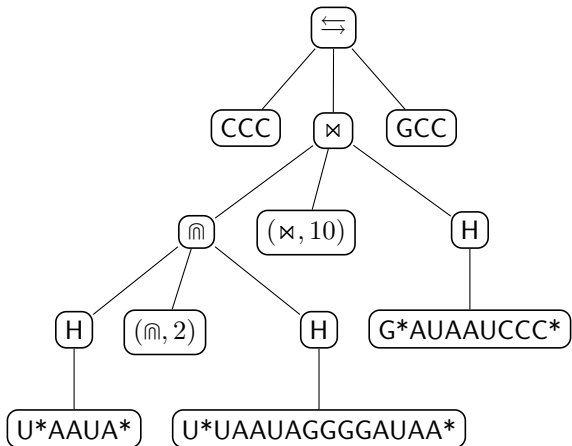 ⇆
CCC ⋈ GCC
⋒ (⋈, 10) H
H (⋒, 2) H G*AUAAUCCC*
U*AAUA* U*UAAUAGGGGAUAA*